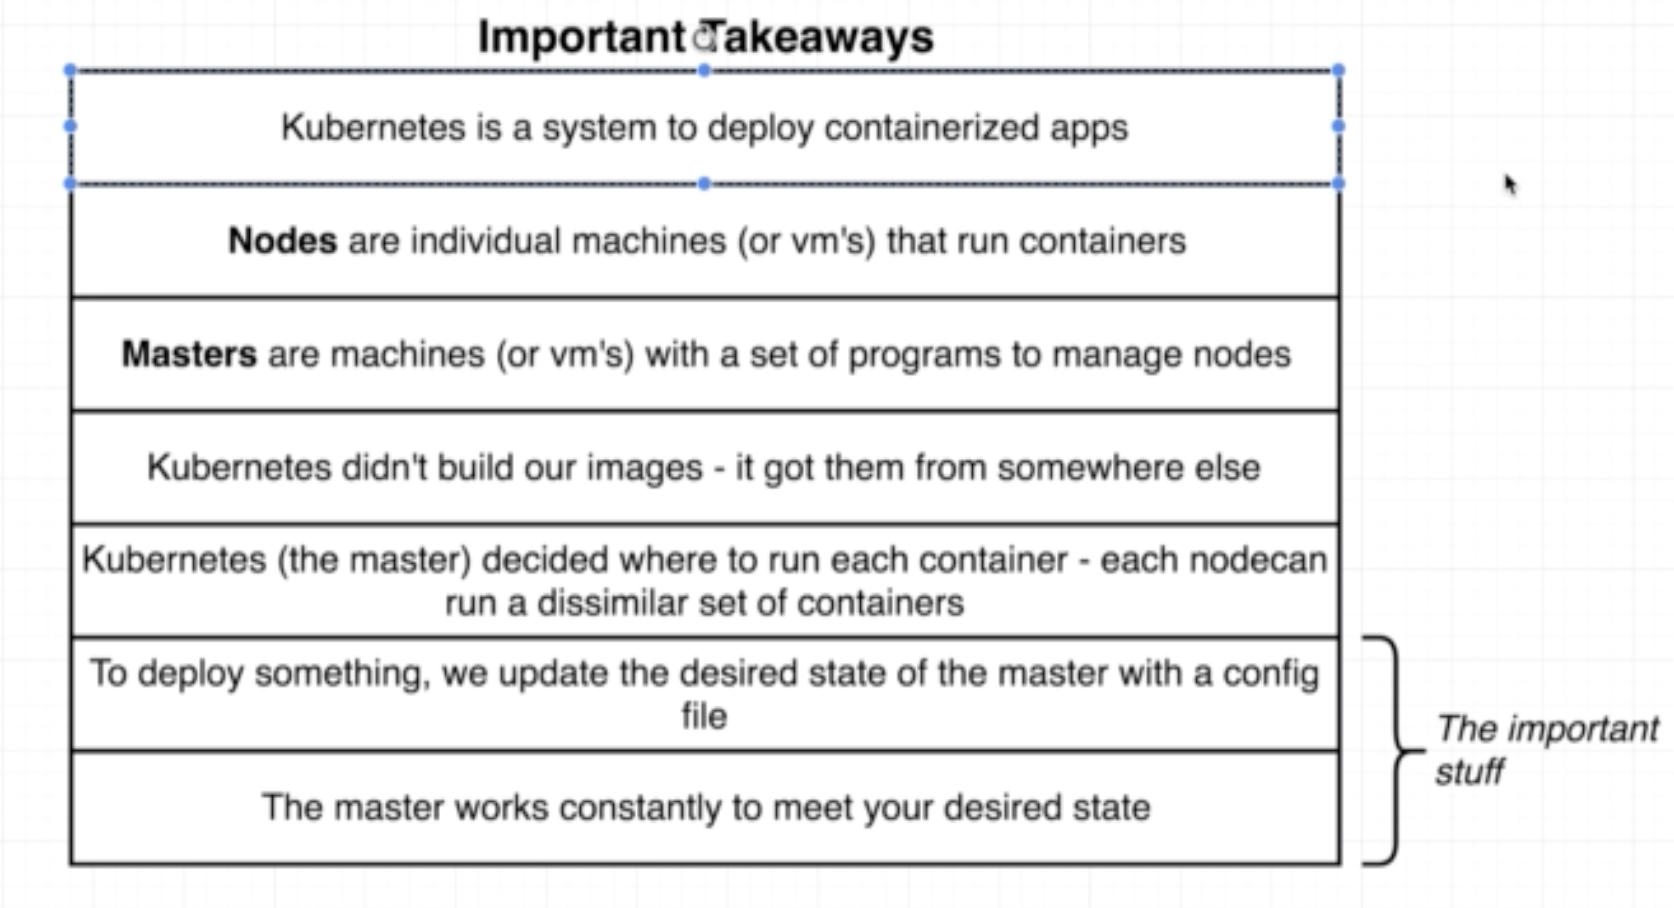 Important Takeaways
Kubernetes is a system to deploy containerized apps
Nodes are individual machines (or vm's) that run containers
Masters are machines (or vm's) with a set of programs to manage nodes
Kubernetes didn't build our images - it got them from somewhere else
Kubernetes (the master) decided where to run each container - each nodecan
run a dissimilar set of containers
To deploy something, we update the desired state of the master with a config
file
The important
stuff
The master works constantly to meet your desired state